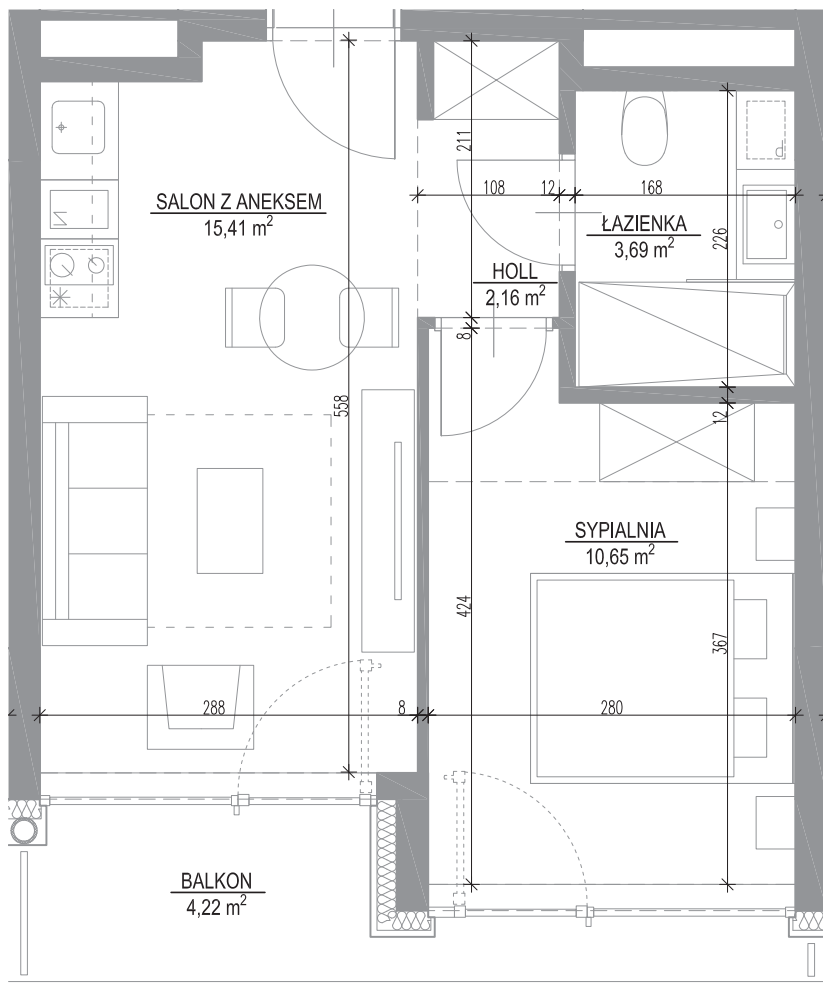 SALON Z ANEKSEM
15,41 m²
211
108
12
168
ŁAZIENKA
3,69 m²
226
HOLL
2,16 m²
8
558
12
SYPIALNIA
10,65 m²
424
367
288
8
280
BALKON
4,22 m²